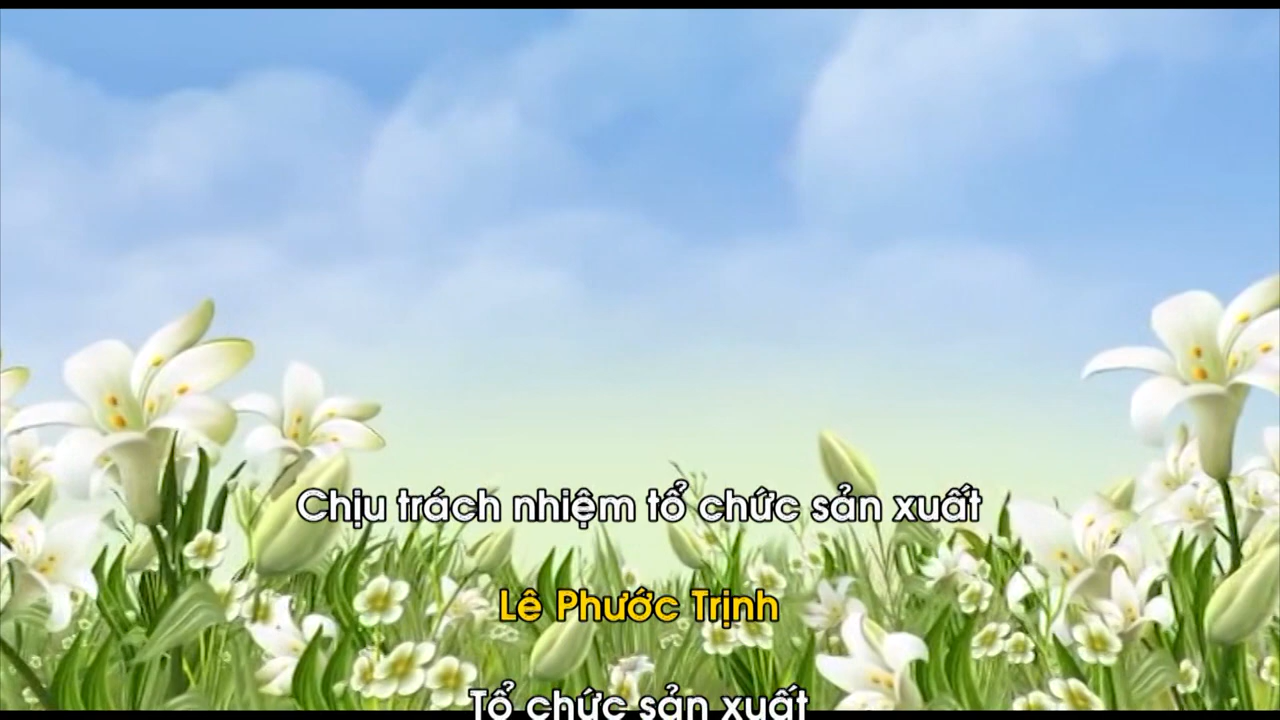 Chịu trách nhiệm tổ chức sản xuất
Lê Phước Trịnh
Tổ chức sản xuất